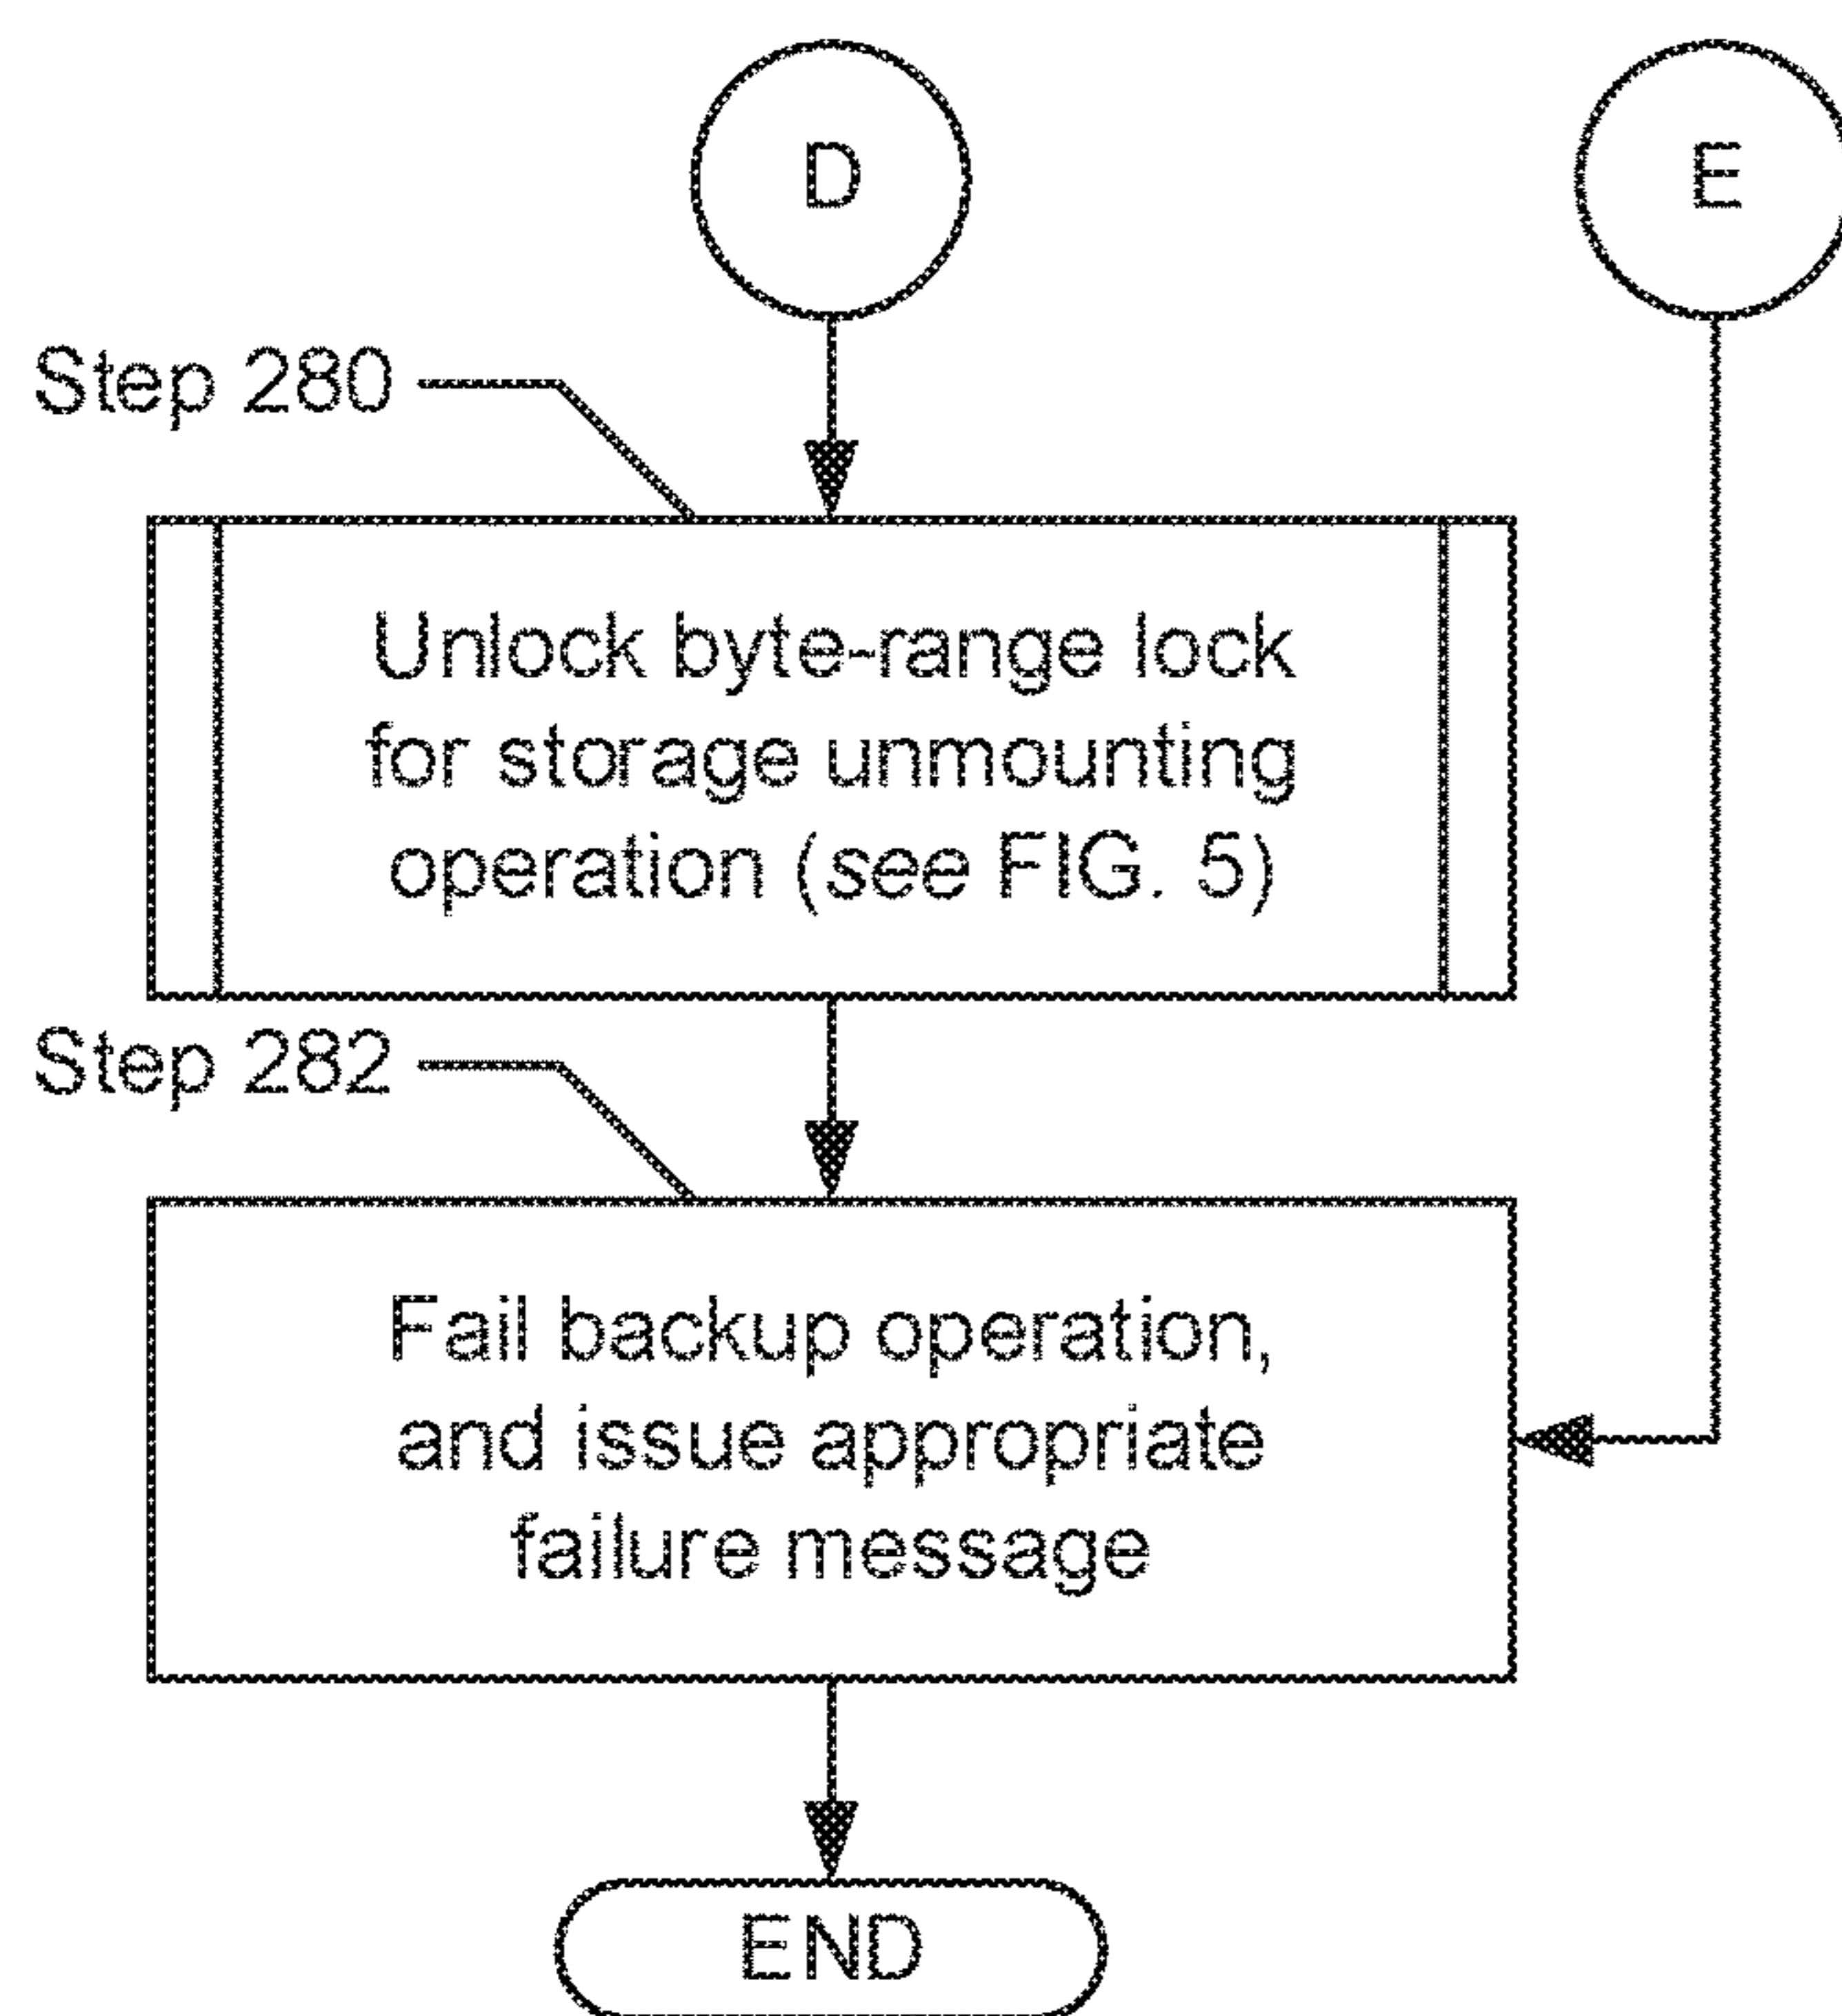 D
E
Step 280
Unlock byte-range lock
for storage unmounting
operation (see FIG. 5)
Step 282
Fail backup operation,
and issue appropriate
failure message
END